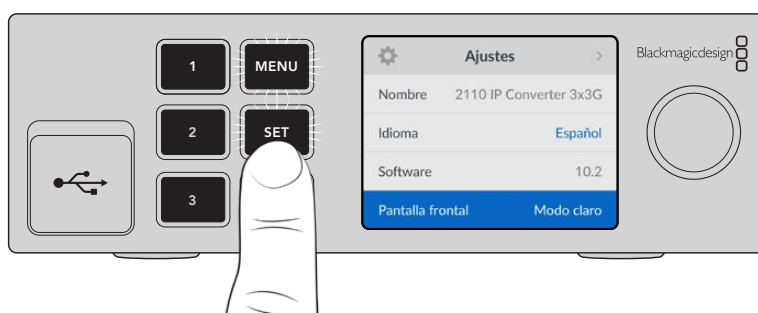 1
MENU
2
SET
3
Ajustes
Nombre 2110 IP Converter 3x3G
Idioma Español
Software 10.2
Pantalla frontal Modo claro
Blackmagicdesign